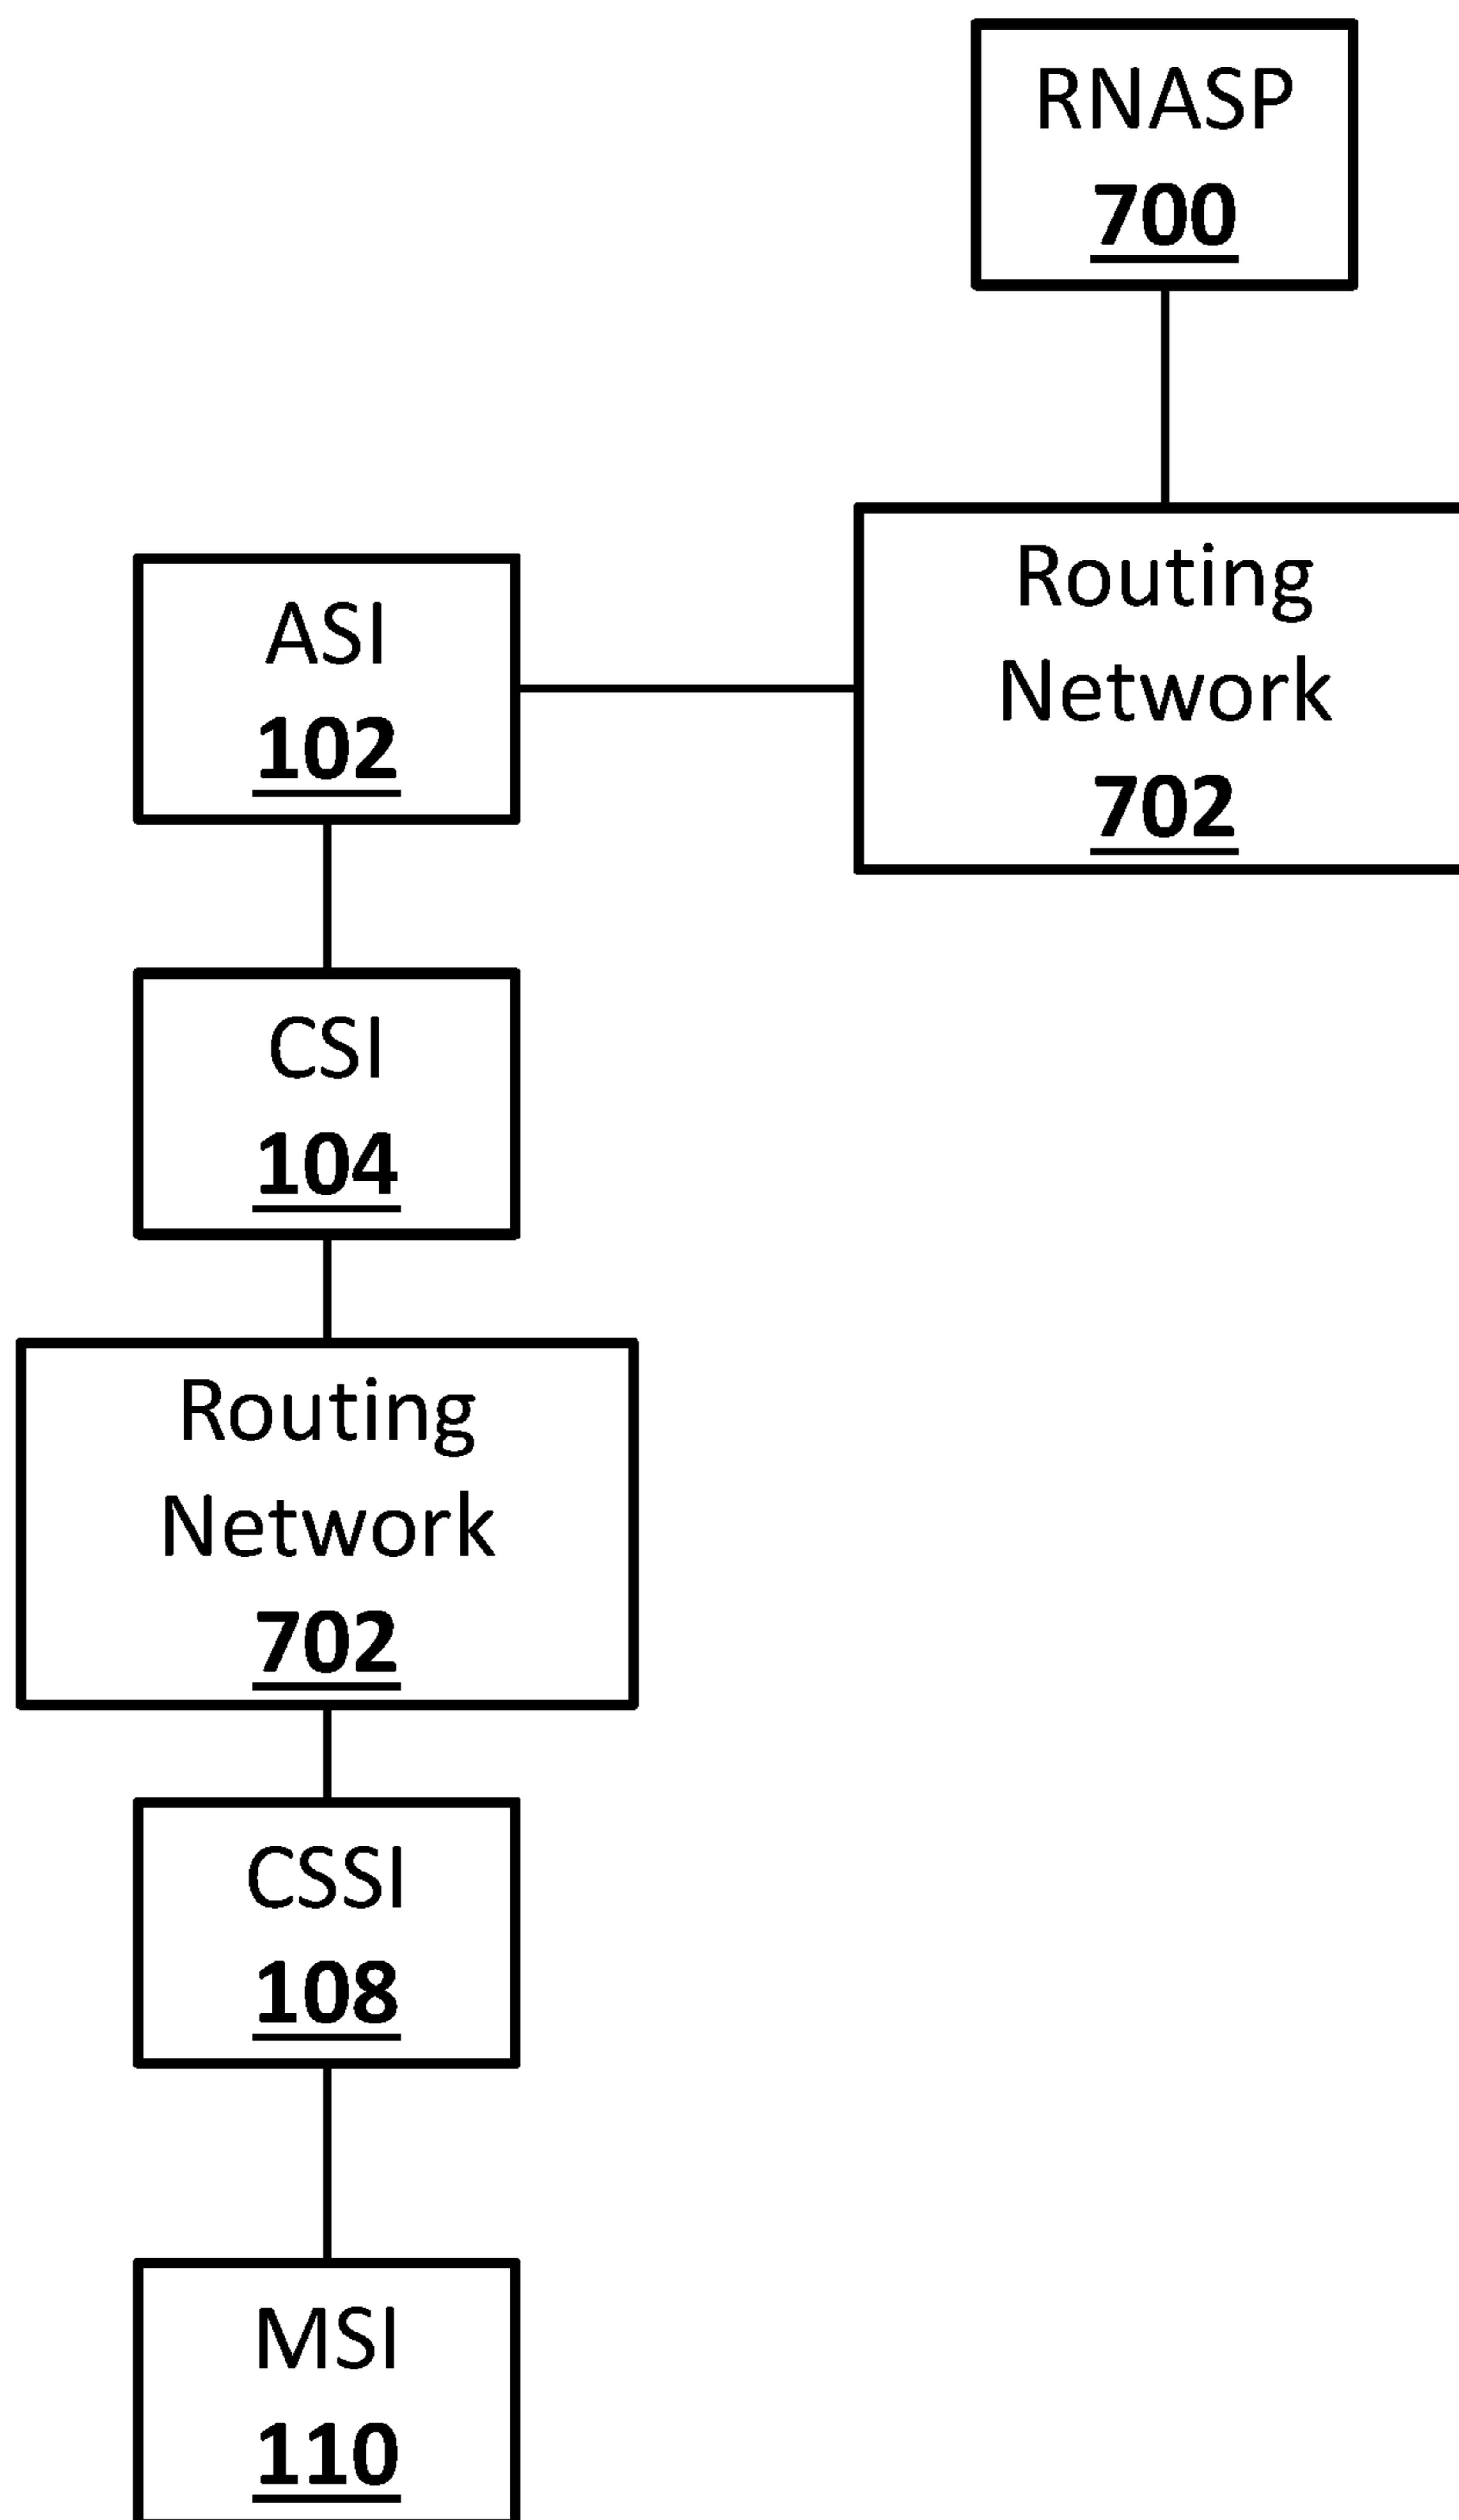 RNASP
700
Routing
Network
702
ASI
102
CSI
104
Routing
Network
702
CSSI
108
MSI
110